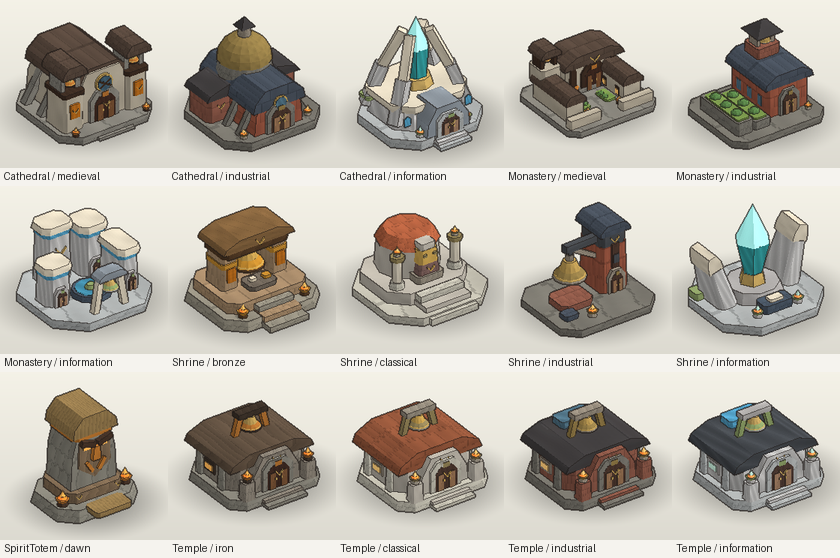 Cathedral / medieval
Cathedral / industrial
Cathedral / information
Monastery / medieval
Monastery / industrial
Monastery / information
Shrine / bronze
Shrine / classical
Shrine / industrial
Shrine / information
SpiritTotem / dawn
Temple / iron
Temple / classical
Temple / industrial
Temple / information